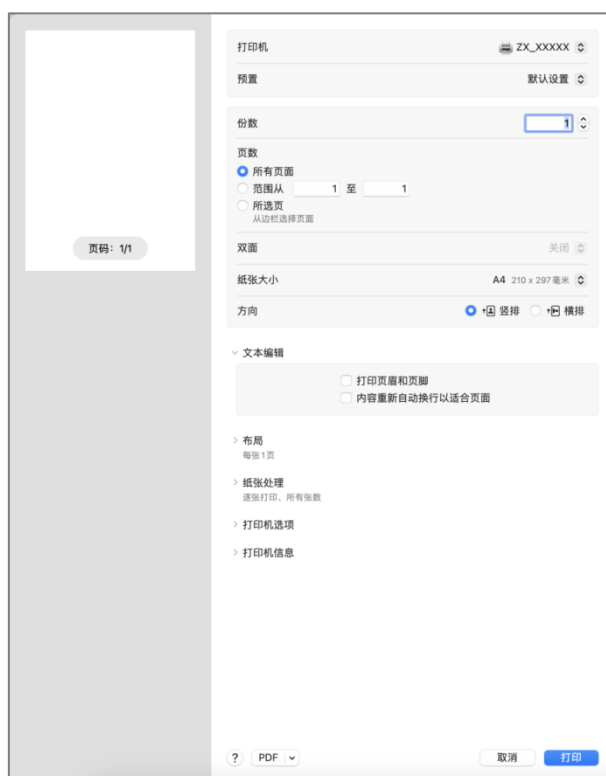 打印机 ZX_XXXXX
预置 默认设置
份数 1
页数
所有页面
范围从 1 至 1
所选页
从边栏选择页面
页码：1/1
双面 关闭
纸张大小 A4 210 x 297 毫米
方向 竖排 横排
文本编辑
打印页眉和页脚
内容重新自动换行以适合页面
布局
每张 1 页
纸张处理
逐张打印、所有张数
打印机选项
打印机信息
? PDF 取消 打印